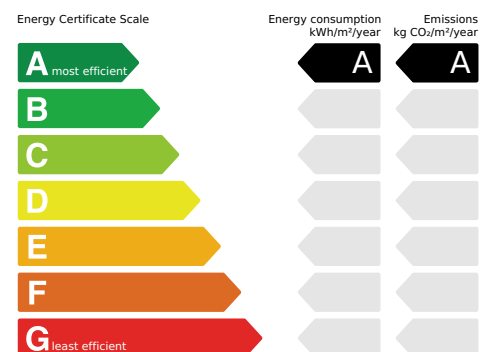 Energy Certificate Scale
Energy consumption
kWh/m²/year
Emissions
kg CO₂/m²/year
A most efficient
A
A
B
C
D
E
F
G least efficient